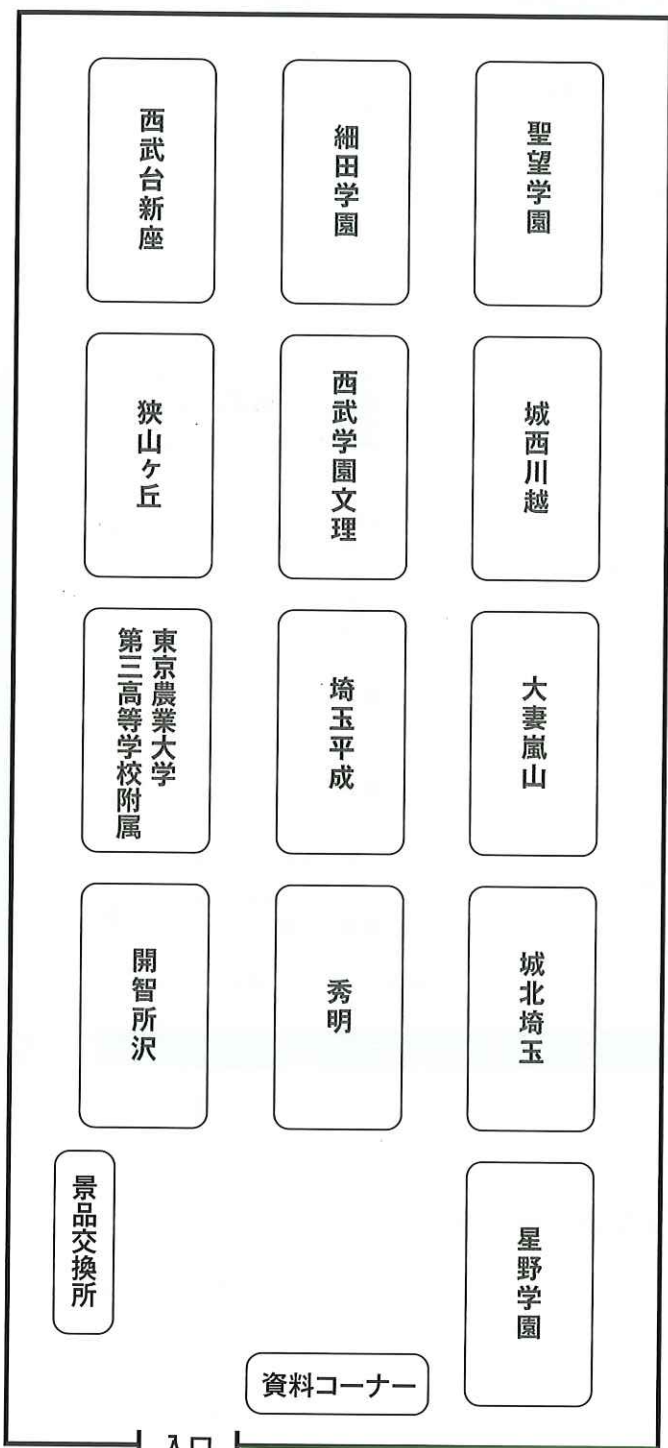 聖望学園
細田学園
西武台新座
城西川越
西武学園文理
狭山ヶ丘
大妻嵐山
埼玉平成
東京農業大学
第三高等学校附属
城北埼玉
秀明
開智所沢
星野学園
景品交換所
資料コーナー
入口